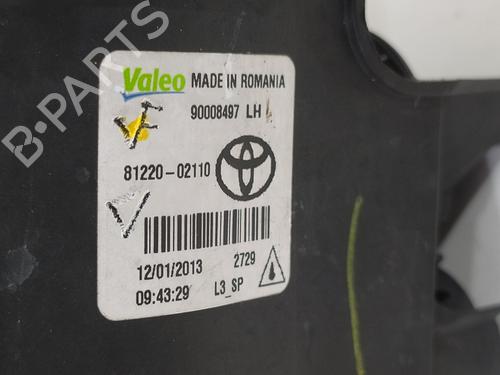 B-PARTS
Valeo MADE IN ROMANIA
90008497 LH
81220-02110
12/01/2013 2729
09:43:29 L3_SP